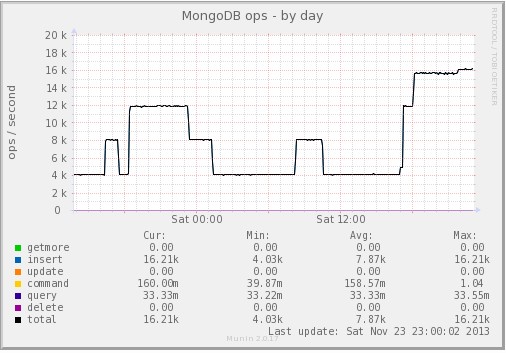 MongoDB ops - by day
RRDTOOL / TOBI OETIKER
ops / second
20 k
18 k
16 k
14 k
12 k
10 k
8 k
6 k
4 k
2 k
0
Sat 00:00 Sat 12:00
Cur: Min: Avg: Max:
getmore 0.00 0.00 0.00 0.00
insert 16.21k 4.03k 7.87k 16.21k
update 0.00 0.00 0.00 0.00
command 160.00m 39.87m 158.57m 1.04
query 33.33m 33.22m 33.33m 33.55m
delete 0.00 0.00 0.00 0.00
total 16.21k 4.03k 7.87k 16.21k
Last update: Sat Nov 23 23:00:02 2013
Munin 2.0.17